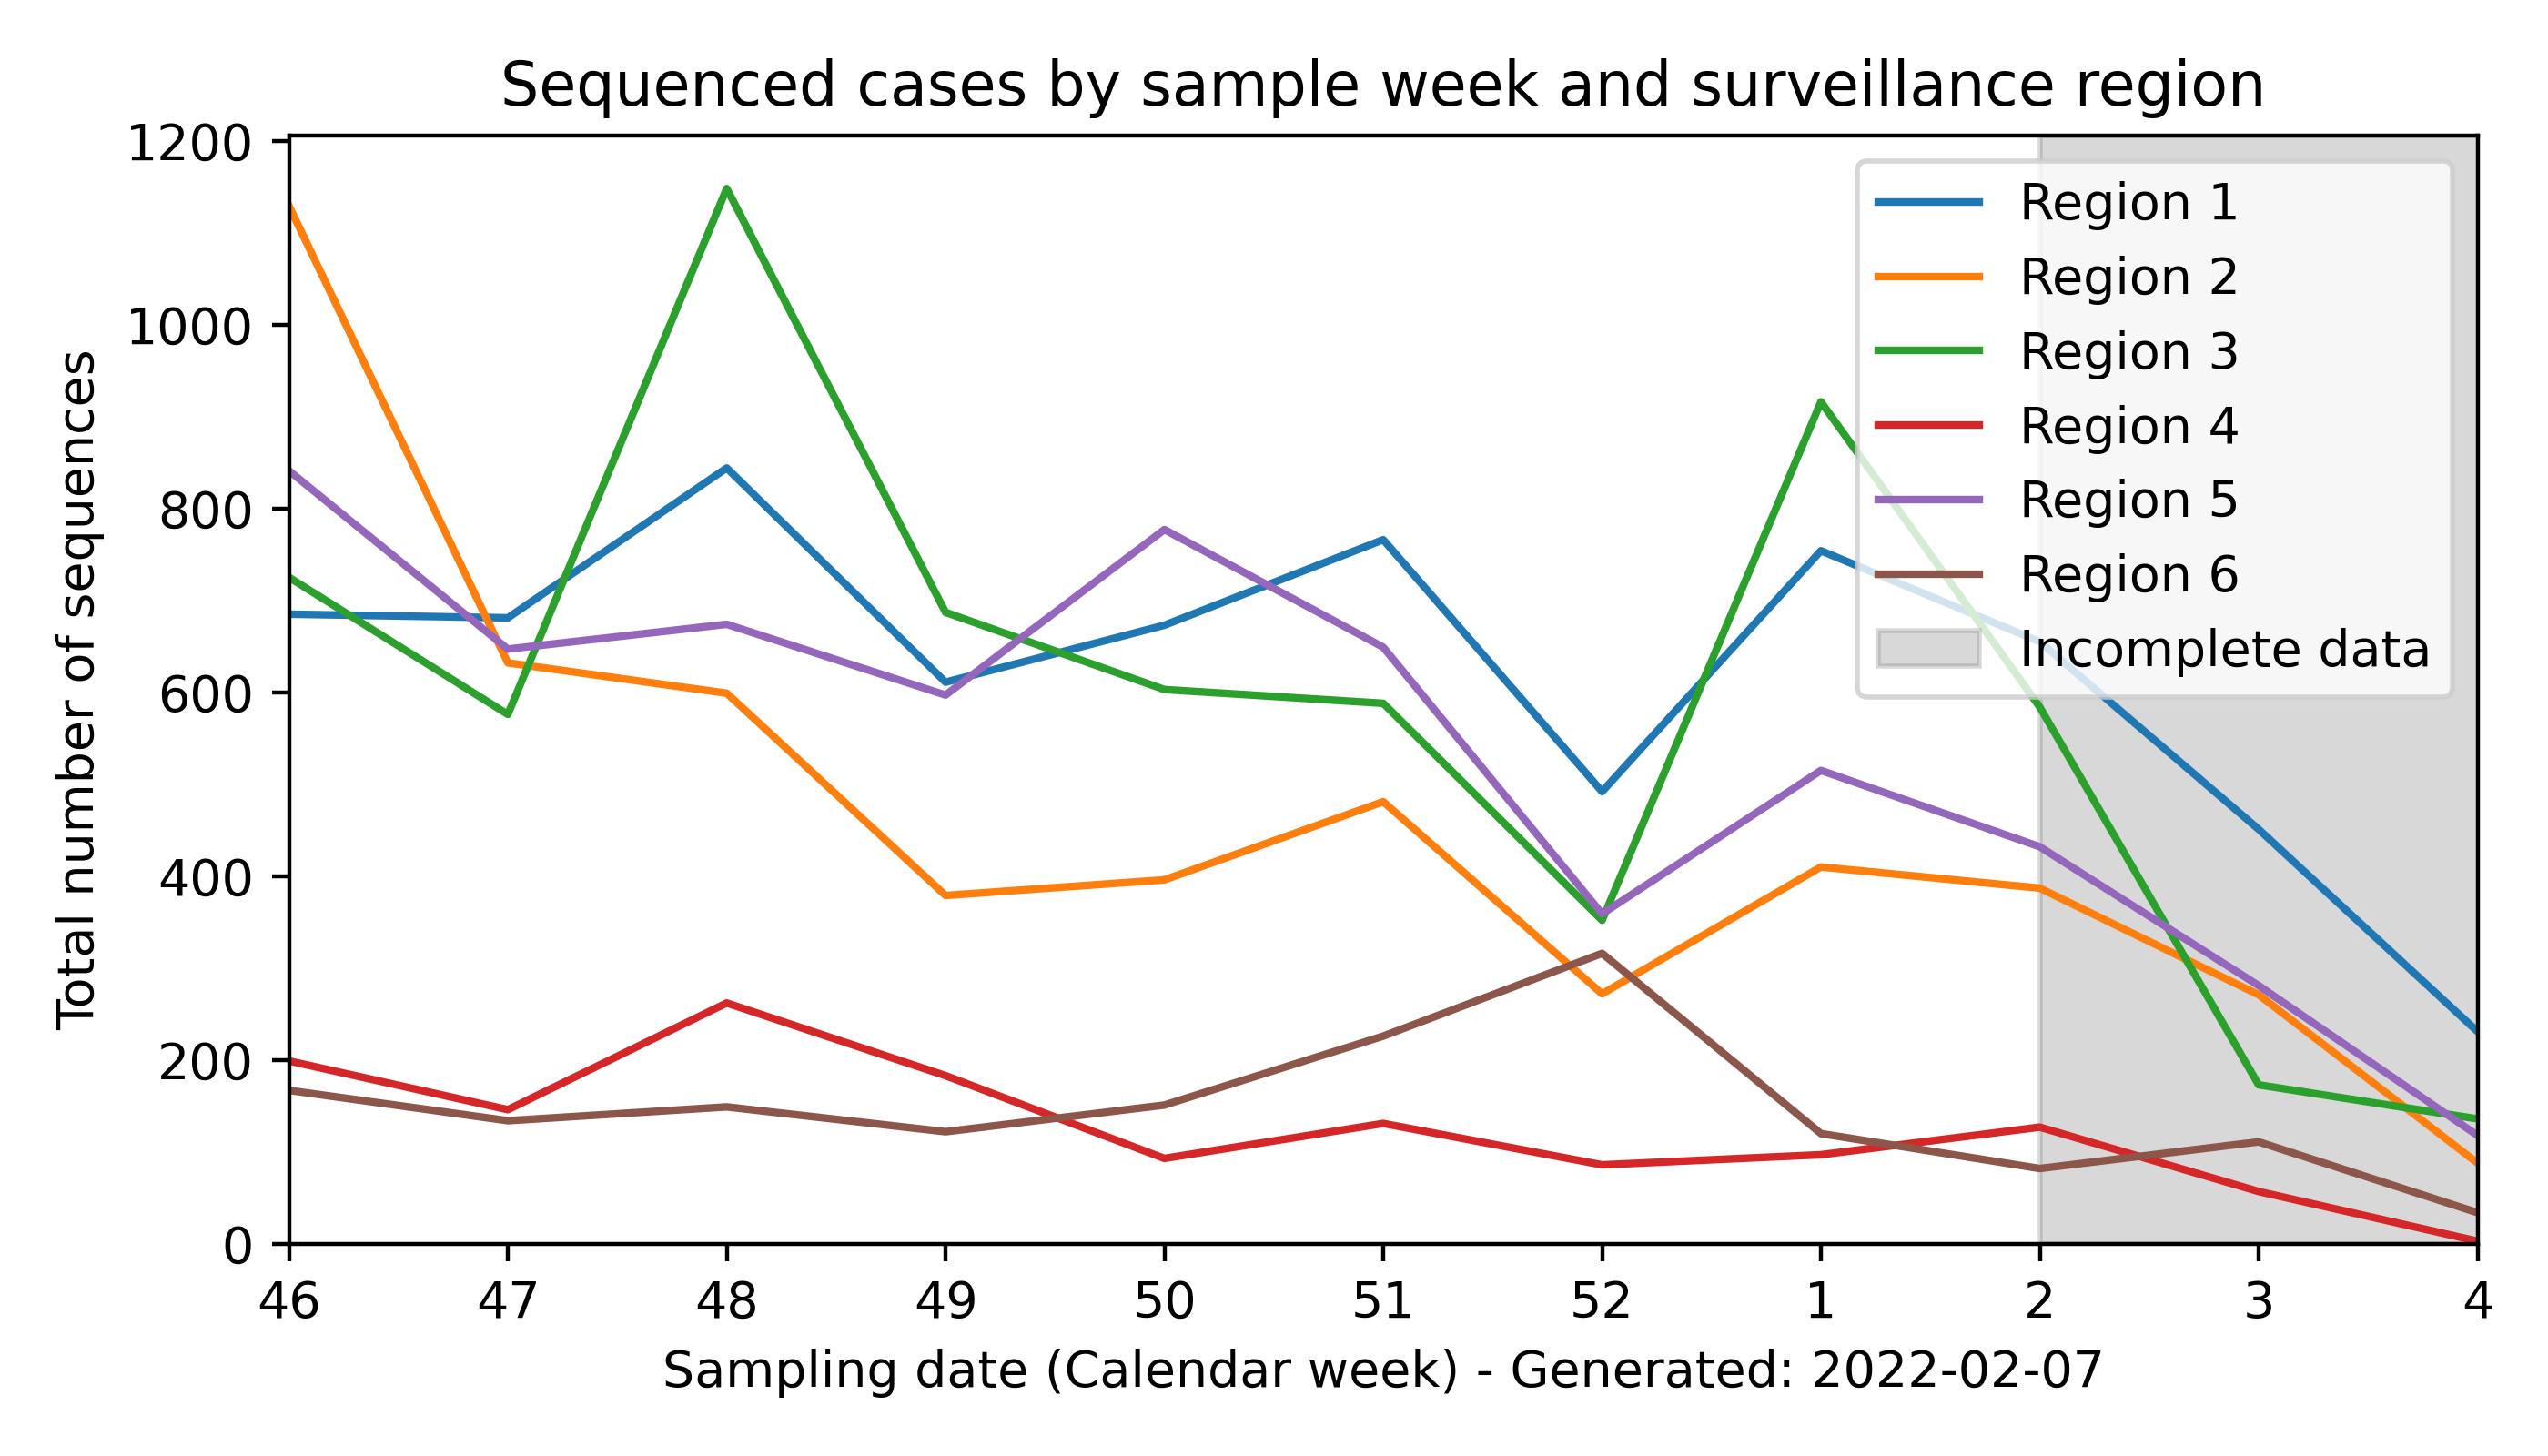 Sequenced cases by sample week and surveillance region
Total number of sequences
1200
1000
800
600
400
200
0
Region 1
Region 2
Region 3
Region 4
Region 5
Region 6
Incomplete data
46 47 48 49 50 51 52 1 2 3 4
Sampling date (Calendar week) - Generated: 2022-02-07